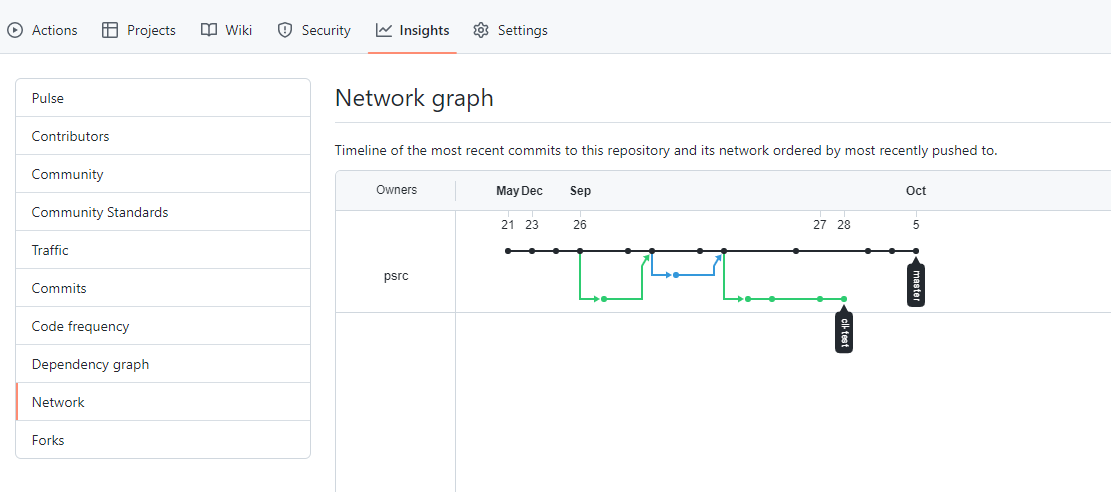 Actions Projects Wiki Security Insights Settings
Pulse
Contributors
Community
Community Standards
Traffic
Commits
Code frequency
Dependency graph
Network
Forks
Network graph
Timeline of the most recent commits to this repository and its network ordered by most recently pushed to.
Owners May Dec Sep Oct
21 23 26 27 28 5
psrc
master
cli-test